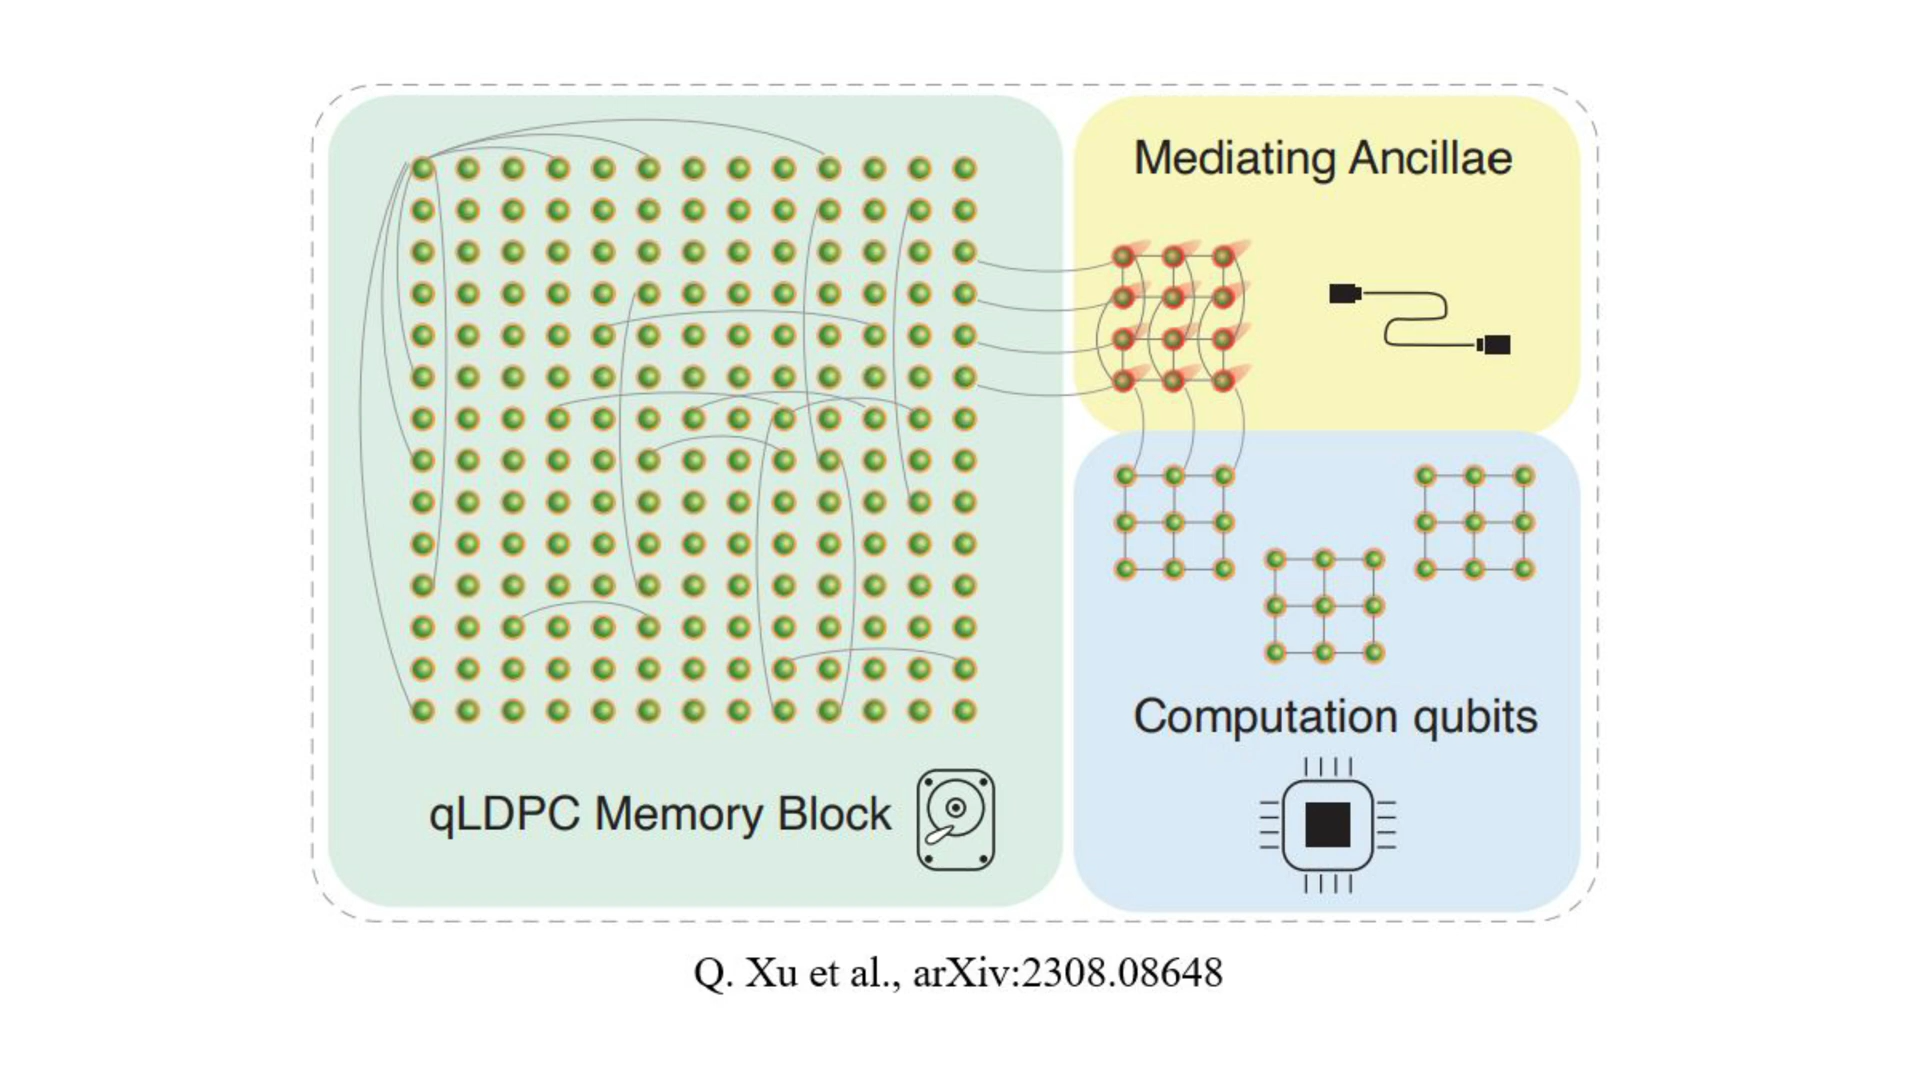 Mediating Ancillae
Computation qubits
qLDPC Memory Block
Q. Xu et al., arXiv:2308.08648